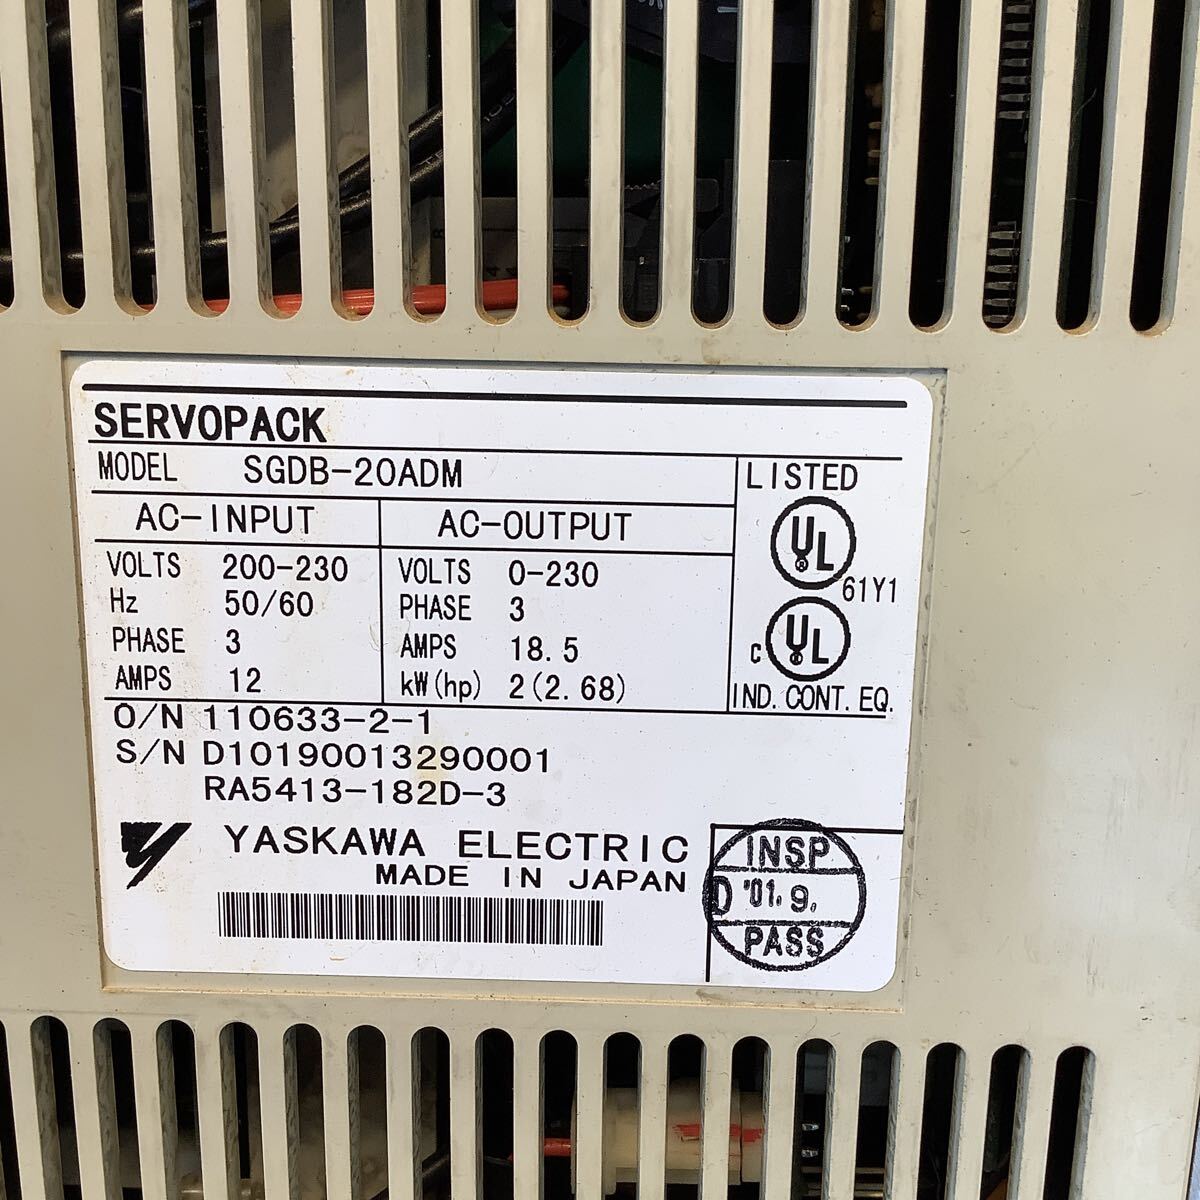 SERVOPACK
MODEL SGDB-20ADM
LISTED
AC-INPUT AC-OUTPUT
UL
61Y1
VOLTS 200-230 VOLTS 0-230
Hz 50/60 PHASE 3
PHASE 3 AMPS 18.5
c UL
AMPS 12 kW(hp) 2(2.68)
IND. CONT. EQ.
O/N 110633-2-1
S/N D10190013290001
RA5413-182D-3
YASKAWA ELECTRIC
MADE IN JAPAN
INSP
D '01. 9.
PASS